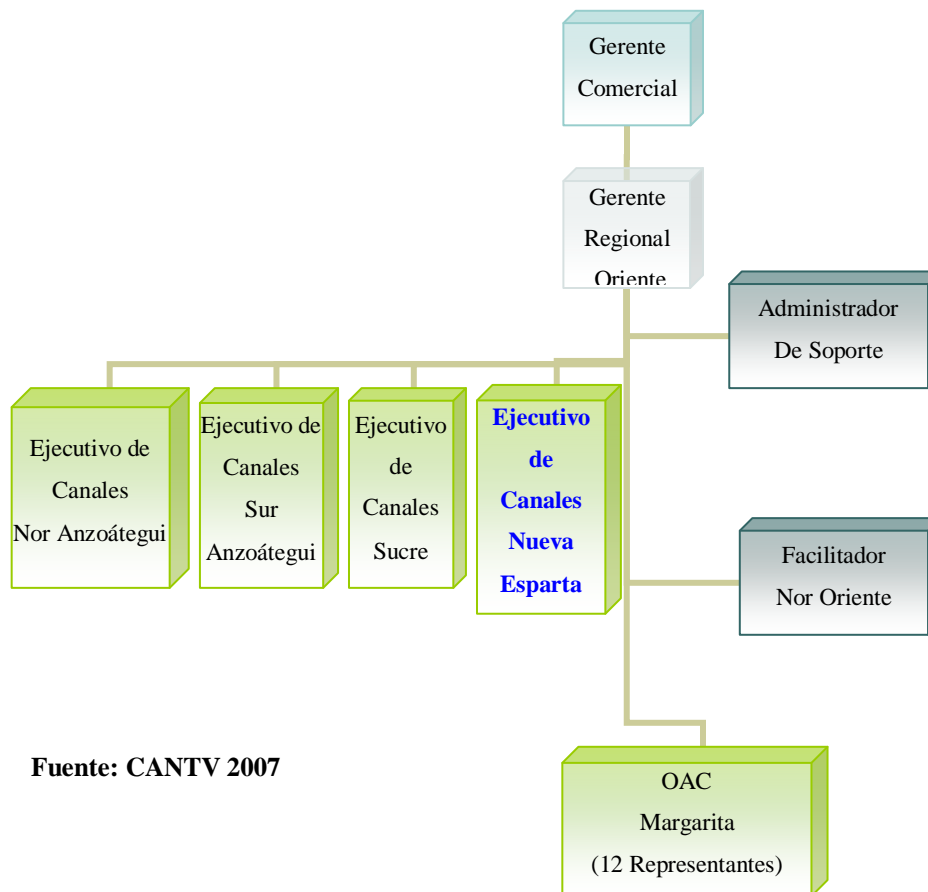 Gerente
Comercial
Gerente
Regional
Oriente
Administrador
De Soporte
Ejecutivo de
Canales
Nor Anzoátegui
Ejecutivo de
Canales
Sur
Anzoátegui
Ejecutivo
de
Canales
Sucre
Ejecutivo
de
Canales
Nueva
Esparta
Facilitador
Nor Oriente
Fuente: CANTV 2007
OAC
Margarita
(12 Representantes)